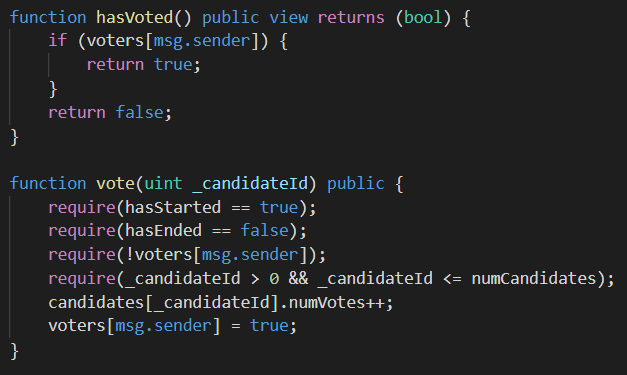 function hasVoted() public view returns (bool) {
    if (voters[msg.sender]) {
        return true;
    }
    return false;
}

function vote(uint _candidateId) public {
    require(hasStarted == true);
    require(hasEnded == false);
    require(!voters[msg.sender]);
    require(_candidateId > 0 && _candidateId <= numCandidates);
    candidates[_candidateId].numVotes++;
    voters[msg.sender] = true;
}